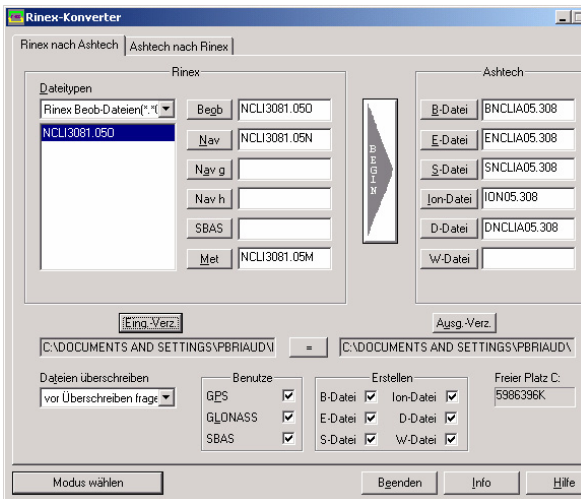 Rinex-Konverter
Rinex nach Ashtech Ashtech nach Rinex
Rinex
Dateitypen
Rinex Beob-Dateien(*.*
NCLI3081.05O
Beob NCLI3081.05O
Nav NCLI3081.05N
Nav g
Nav h
SBAS
Met NCLI3081.05M
BEGIN
Ashtech
B-Datei BNCLIA05.308
E-Datei ENCLIA05.308
S-Datei SNCLIA05.308
Ion-Datei ION05.308
D-Datei DNCLIA05.308
W-Datei
Eing.-Verz. Ausg.-Verz.
C:\DOCUMENTS AND SETTINGS\PBRIAUD\ = C:\DOCUMENTS AND SETTINGS\PBRIAUD\
Dateien überschreiben
vor Überschreiben frage
Benutze
GPS
GLONASS
SBAS
Erstellen
B-Datei Ion-Datei
E-Datei D-Datei
S-Datei W-Datei
Freier Platz C:
5986396K
Modus wählen Beenden Info Hilfe